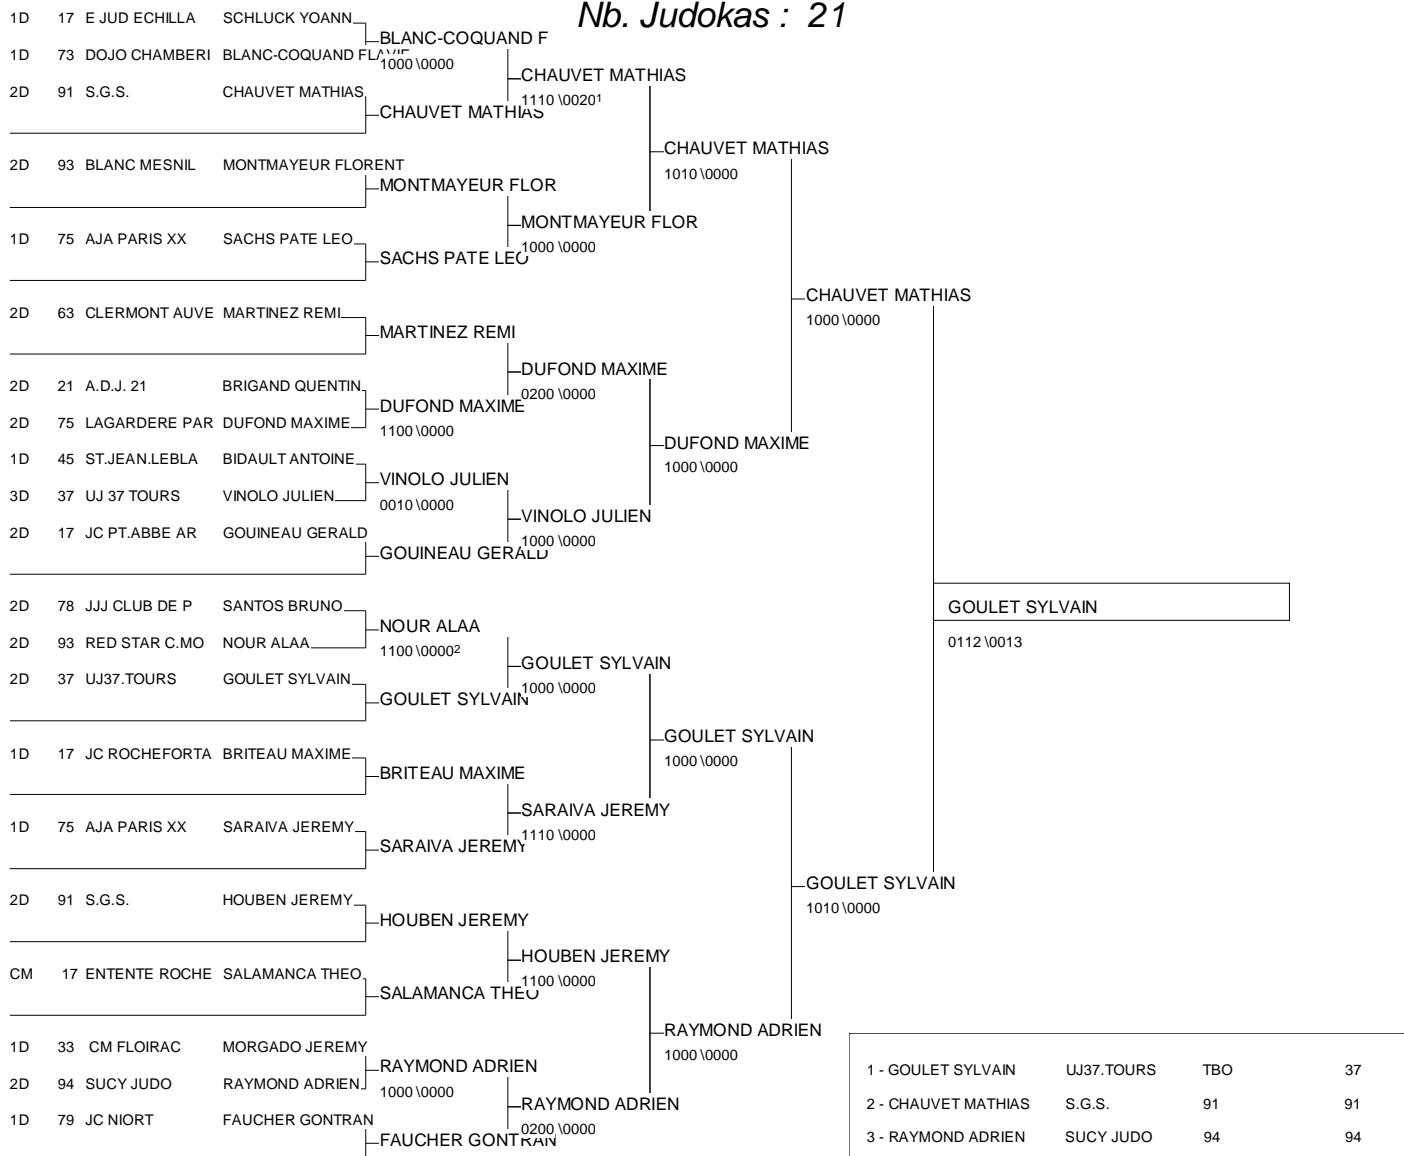 Nb. Judokas : 21
1D 17 E JUD ECHILLA SCHLUCK YOANN
BLANC-COQUAND F
1D 73 DOJO CHAMBERI BLANC-COQUAND FLAVIE
1000 \0000
CHAUVET MATHIAS
2D 91 S.G.S. CHAUVET MATHIAS
1110 \0020¹
CHAUVET MATHIAS
CHAUVET MATHIAS
2D 93 BLANC MESNIL MONTMAYEUR FLORENT
1010 \0000
MONTMAYEUR FLOR
MONTMAYEUR FLOR
1D 75 AJA PARIS XX SACHS PATE LEO
1000 \0000
SACHS PATE LEO
CHAUVET MATHIAS
2D 63 CLERMONT AUVE MARTINEZ REMI
1000 \0000
MARTINEZ REMI
DUFOND MAXIME
2D 21 A.D.J. 21 BRIGAND QUENTIN
0200 \0000
DUFOND MAXIME
2D 75 LAGARDERE PAR DUFOND MAXIME
1100 \0000
DUFOND MAXIME
1D 45 ST.JEAN.LEBLA BIDAULT ANTOINE
1000 \0000
VINOLO JULIEN
3D 37 UJ 37 TOURS VINOLO JULIEN
0010 \0000
VINOLO JULIEN
2D 17 JC PT.ABBE AR GOUINEAU GERALD
1000 \0000
GOUINEAU GERALD
2D 78 JJJ CLUB DE P SANTOS BRUNO
GOULET SYLVAIN
NOUR ALAA
2D 93 RED STAR C.MO NOUR ALAA
0112 \0013
1100 \0000²
GOULET SYLVAIN
2D 37 UJ37.TOURS GOULET SYLVAIN
1000 \0000
GOULET SYLVAIN
GOULET SYLVAIN
1D 17 JC ROCHEFORTA BRITEAU MAXIME
1000 \0000
BRITEAU MAXIME
SARAIVA JEREMY
1D 75 AJA PARIS XX SARAIVA JEREMY
1110 \0000
SARAIVA JEREMY
GOULET SYLVAIN
2D 91 S.G.S. HOUBEN JEREMY
1010 \0000
HOUBEN JEREMY
HOUBEN JEREMY
CM 17 ENTENTE ROCHE SALAMANCA THEO
1100 \0000
SALAMANCA THEO
RAYMOND ADRIEN
1D 33 CM FLOIRAC MORGADO JEREMY
1000 \0000
RAYMOND ADRIEN
2D 94 SUCY JUDO RAYMOND ADRIEN
1000 \0000
RAYMOND ADRIEN
1D 79 JC NIORT FAUCHER GONTRAN
0200 \0000
FAUCHER GONTRAN
1 - GOULET SYLVAIN UJ37.TOURS TBO 37
2 - CHAUVET MATHIAS S.G.S. 91 91
3 - RAYMOND ADRIEN SUCY JUDO 94 94